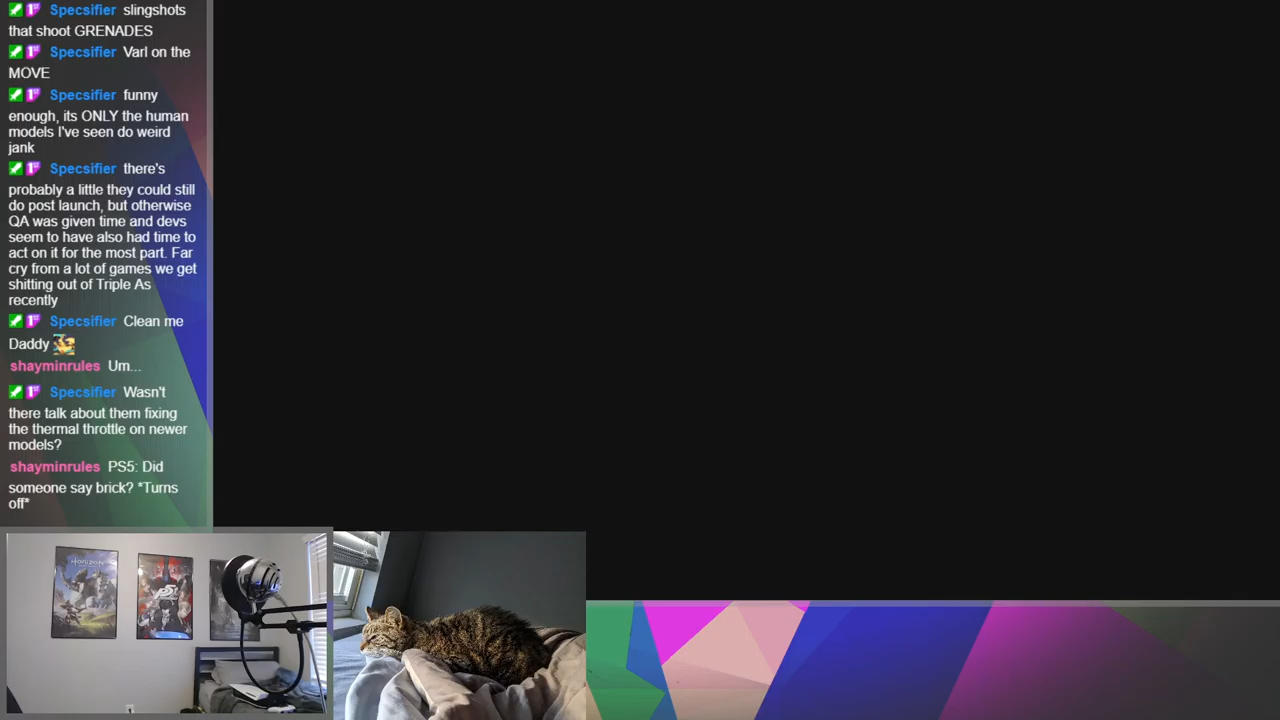 Specsifier slingshots
that shoot GRENADES
Specsifier Varl on the
MOVE
Specsifier funny
enough, its ONLY the human
models I've seen do weird
jank
Specsifier there's
probably a little they could still
do post launch, but otherwise
QA was given time and devs
seem to have also had time to
act on it for the most part. Far
cry from a lot of games we get
shitting out of Triple As
recently
Specsifier Clean me
Daddy
shayminrules Um...
Specsifier Wasn't
there talk about them fixing
the thermal throttle on newer
models?
shayminrules PS5: Did
someone say brick? *Turns
off*
HORIZON